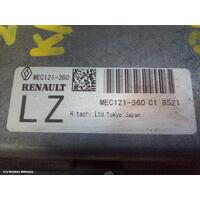 MEC121-360
RENAULT
MEC121-360 C1 8521
LZ
Hitachi,Ltd.Tokyo Japan